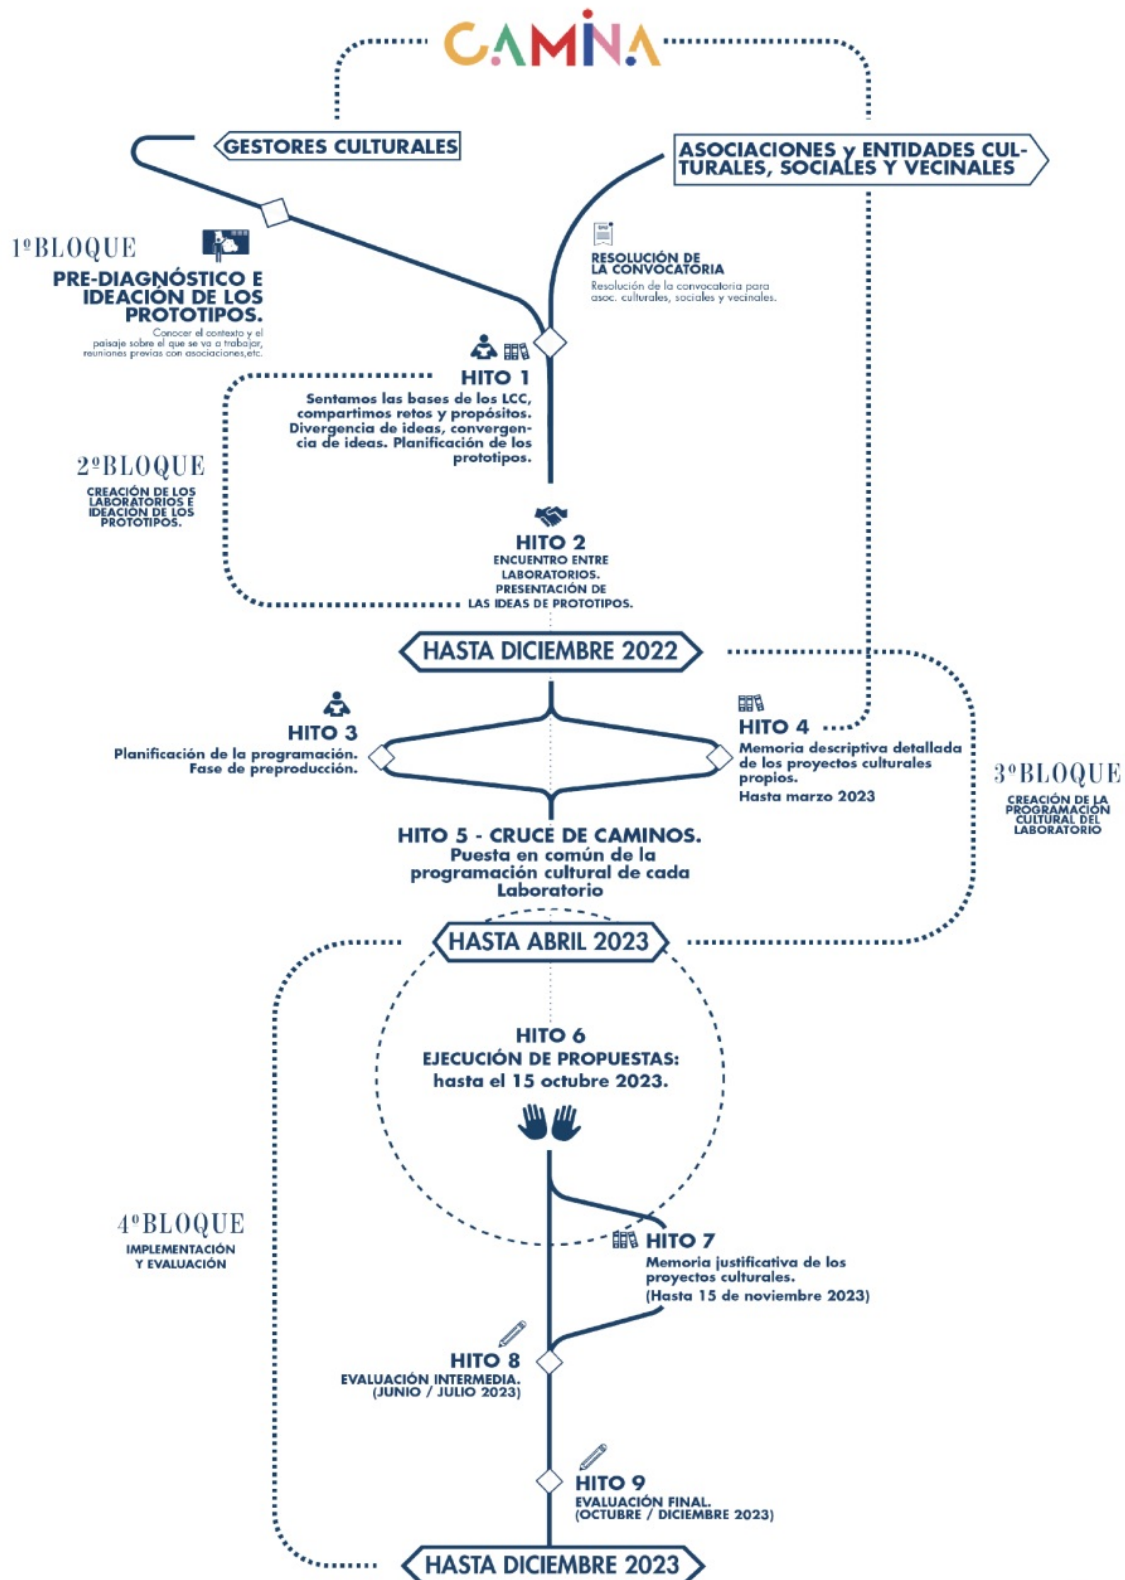 CAMINA
GESTORES CULTURALES
ASOCIACIONES y ENTIDADES CUL-
TURALES, SOCIALES Y VECINALES
1ºBLOQUE
PRE-DIAGNÓSTICO E
IDEACIÓN DE LOS
PROTOTIPOS.
Conocer el contexto y el
paisaje sobre el que se va a trabajar,
reuniones previas con asociaciones,etc.
RESOLUCIÓN DE
LA CONVOCATORIA
Resolución de la convocatoria para
asoc. culturales, sociales y vecinales.
HITO 1
Sentamos las bases de los LCC,
compartimos retos y propósitos.
Divergencia de ideas, convergen-
cia de ideas. Planificación de los
prototipos.
2ºBLOQUE
CREACIÓN DE LOS
LABORATORIOS E
IDEACIÓN DE LOS
PROTOTIPOS.
HITO 2
ENCUENTRO ENTRE
LABORATORIOS.
PRESENTACIÓN DE
LAS IDEAS DE PROTOTIPOS.
HASTA DICIEMBRE 2022
HITO 3
Planificación de la programación.
Fase de preproducción.
HITO 4
Memoria descriptiva detallada
de los proyectos culturales
propios.
Hasta marzo 2023
3ºBLOQUE
CREACIÓN DE LA
PROGRAMACIÓN
CULTURAL DEL
LABORATORIO
HITO 5 - CRUCE DE CAMINOS.
Puesta en común de la
programación cultural de cada
Laboratorio
HASTA ABRIL 2023
HITO 6
EJECUCIÓN DE PROPUESTAS:
hasta el 15 octubre 2023.
4ºBLOQUE
IMPLEMENTACIÓN
Y EVALUACIÓN
HITO 7
Memoria justificativa de los
proyectos culturales.
(Hasta 15 de noviembre 2023)
HITO 8
EVALUACIÓN INTERMEDIA.
(JUNIO / JULIO 2023)
HITO 9
EVALUACIÓN FINAL.
(OCTUBRE / DICIEMBRE 2023)
HASTA DICIEMBRE 2023